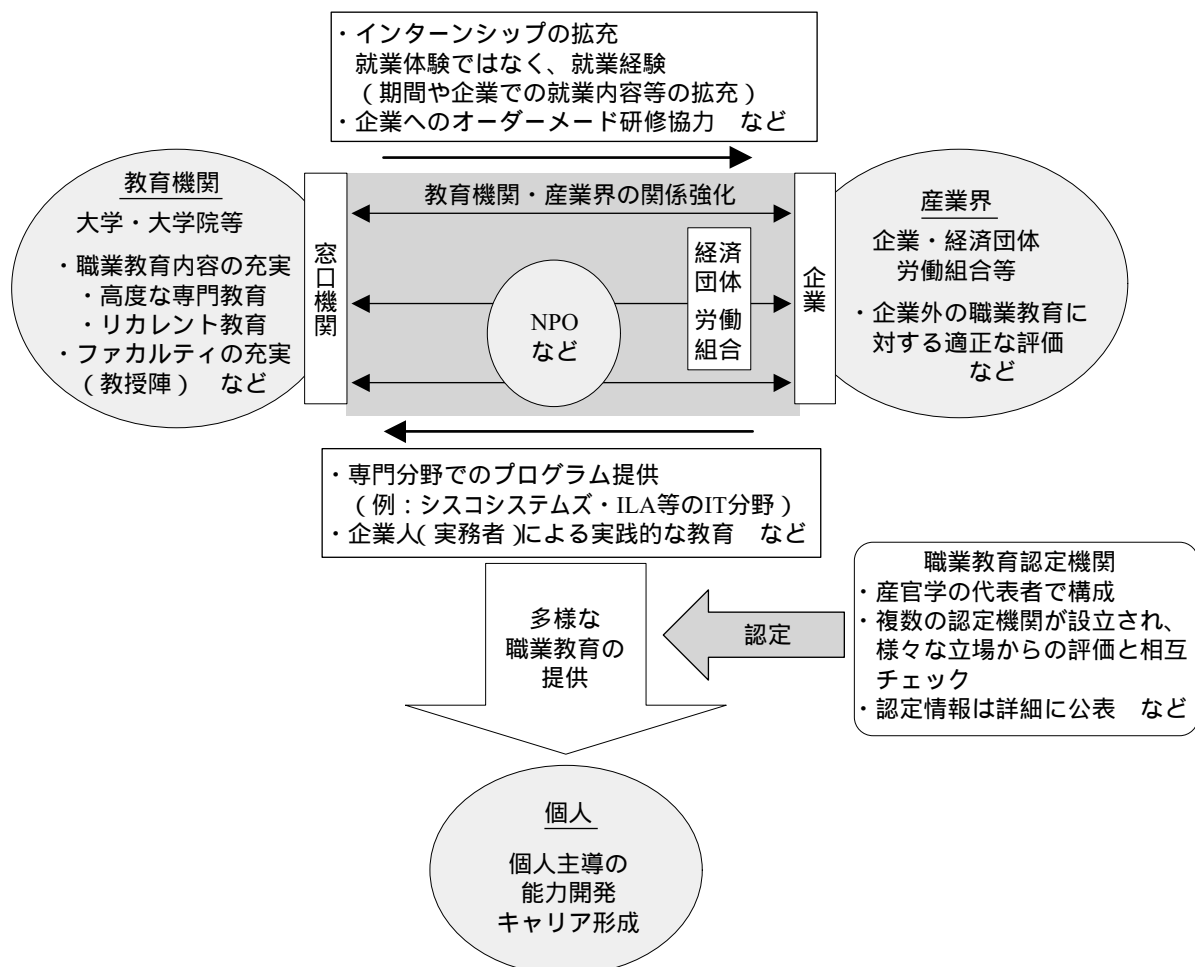 ・インターンシップの拡充
就業体験ではなく、就業経験
（期間や企業での就業内容等の拡充）
・企業へのオーダーメード研修協力　など
教育機関
大学・大学院等
・職業教育内容の充実
・高度な専門教育
・リカレント教育
・ファカルティの充実
（教授陣）　など
窓口機関
教育機関・産業界の関係強化
NPO
など
経済
団体
労働
組合
企業
産業界
企業・経済団体
労働組合等
・企業外の職業教育に
対する適正な評価
など
・専門分野でのプログラム提供
（例：シスコシステムズ・ILA等のIT分野）
・企業人（実務者）による実践的な教育　など
多様な
職業教育の
提供
認定
職業教育認定機関
・産官学の代表者で構成
・複数の認定機関が設立され、
様々な立場からの評価と相互
チェック
・認定情報は詳細に公表　など
個人
個人主導の
能力開発
キャリア形成